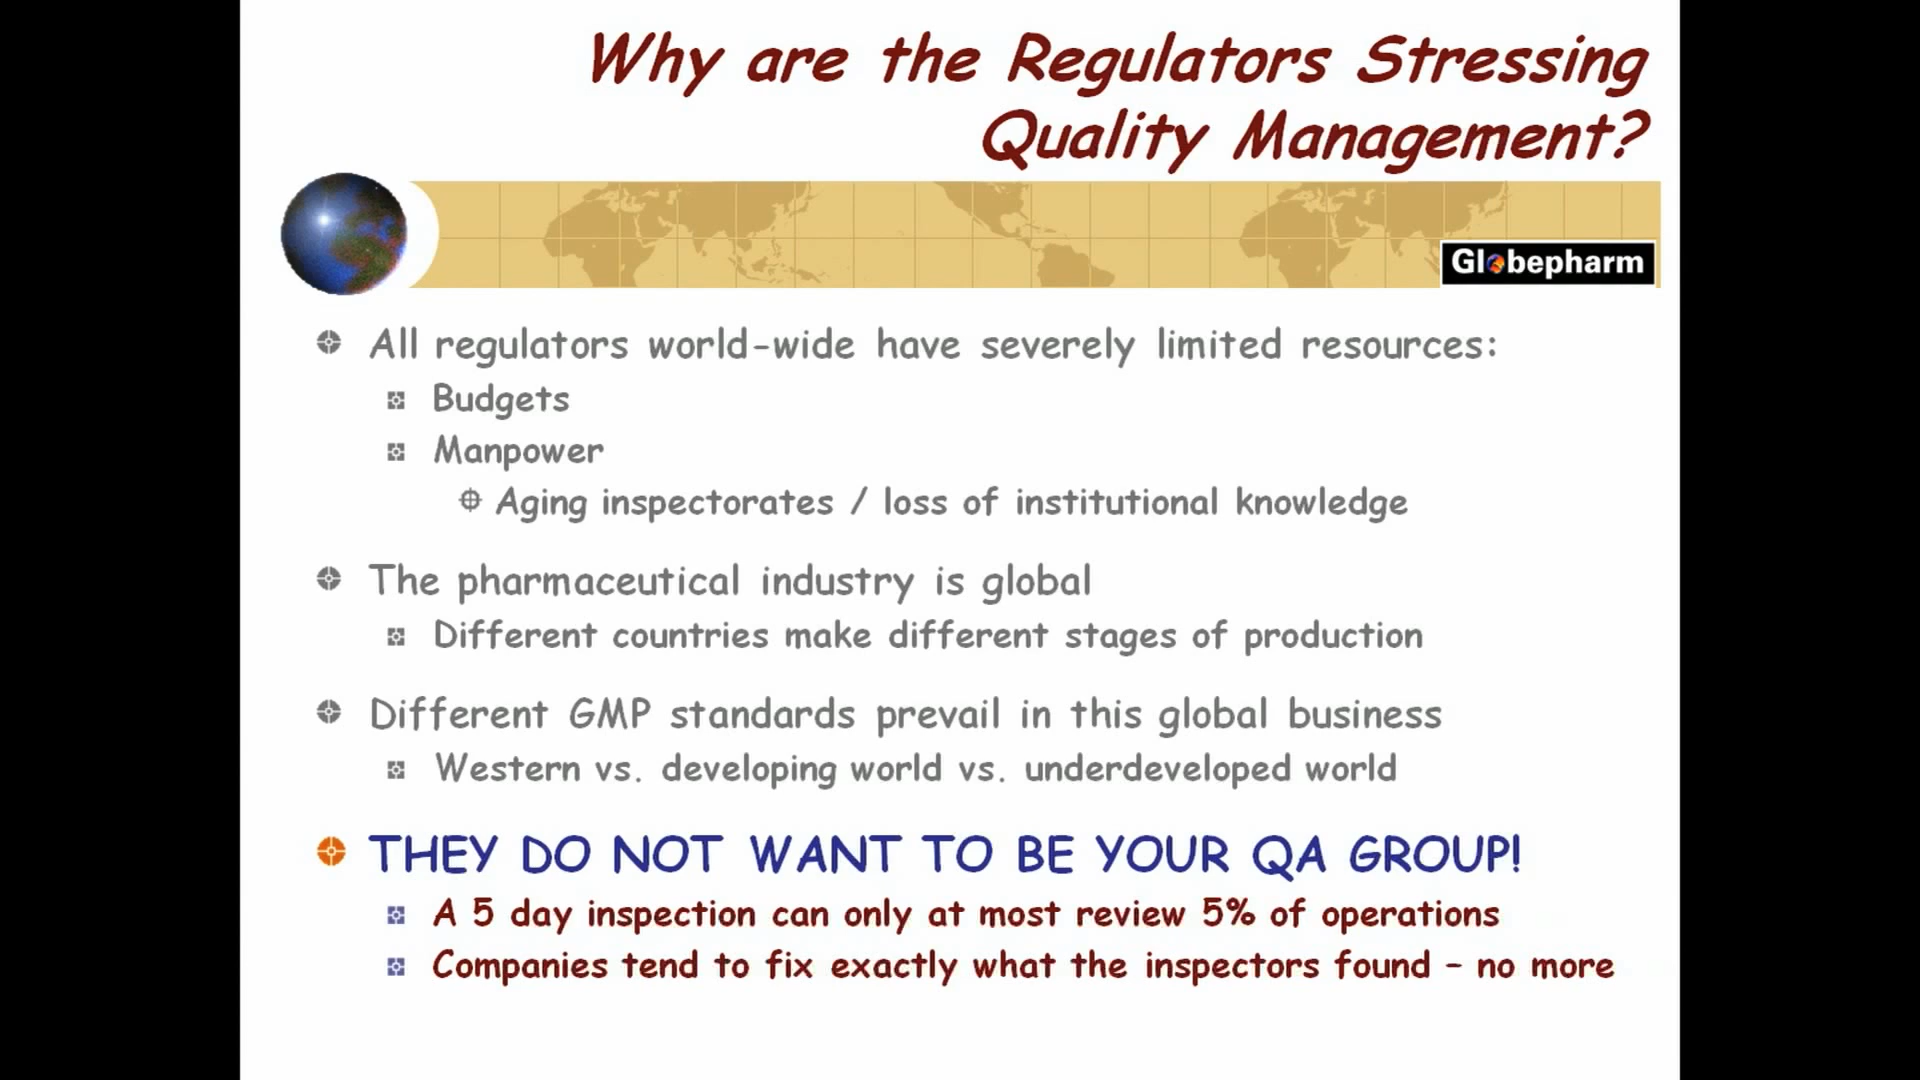 Why are the Regulators Stressing
Quality Management?
Globepharm
All regulators world-wide have severely limited resources:
Budgets
Manpower
Aging inspectorates / loss of institutional knowledge
The pharmaceutical industry is global
Different countries make different stages of production
Different GMP standards prevail in this global business
Western vs. developing world vs. underdeveloped world
THEY DO NOT WANT TO BE YOUR QA GROUP!
A 5 day inspection can only at most review 5% of operations
Companies tend to fix exactly what the inspectors found – no more